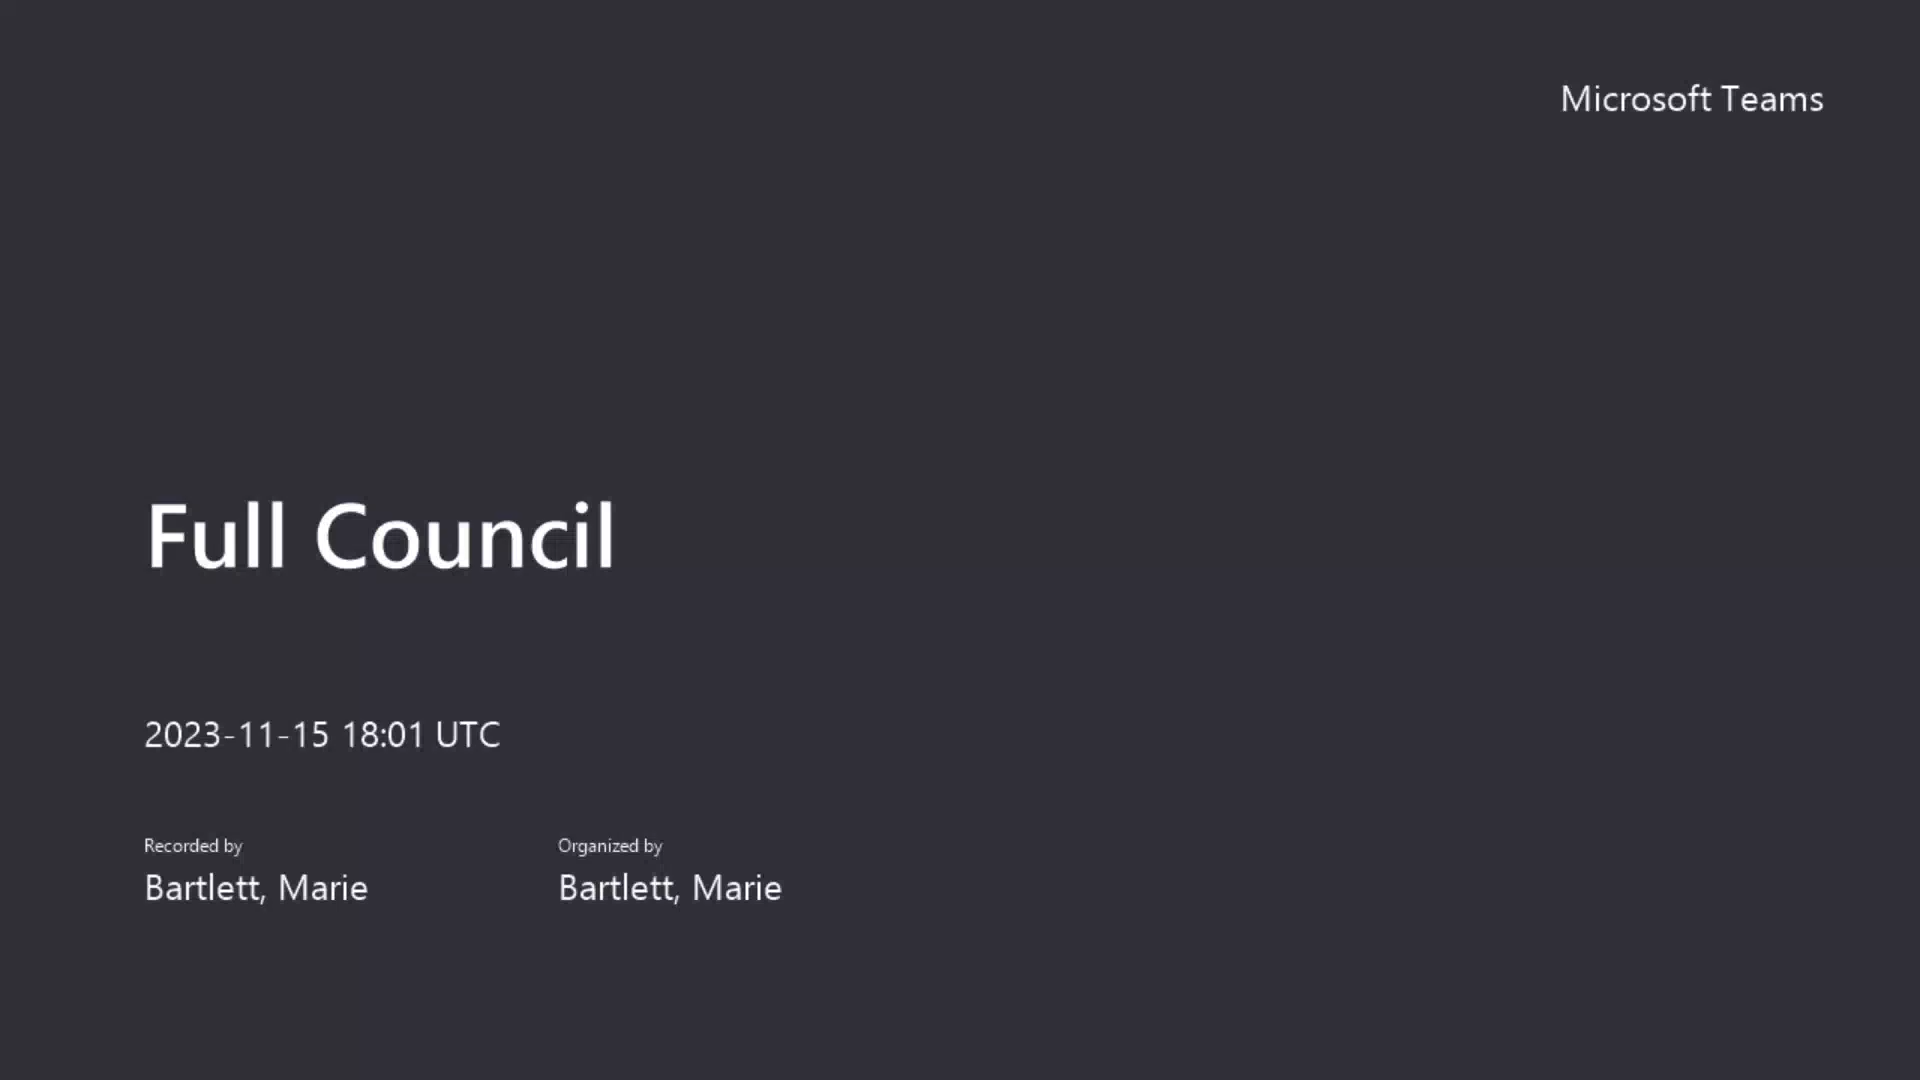 Microsoft Teams
Full Council
2023-11-15 18:01 UTC
Recorded by
Bartlett, Marie
Organized by
Bartlett, Marie